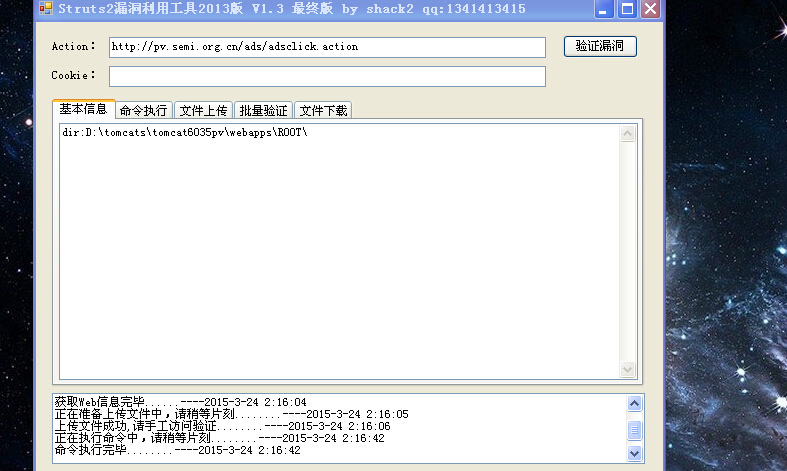 Struts2漏洞利用工具2013版 V1.3 最终版 by shack2 qq:1341413415
Action： http://pv.semi.org.cn/ads/adsclick.action 验证漏洞
Cookie：
基本信息 命令执行 文件上传 批量验证 文件下载
dir:D:\tomcats\tomcat6035pv\webapps\ROOT\
获取Web信息完毕......----2015-3-24 2:16:04
正在准备上传文件中，请稍等片刻........----2015-3-24 2:16:05
上传文件成功,请手工访问验证........----2015-3-24 2:16:06
正在执行命令中，请稍等片刻........----2015-3-24 2:16:42
命令执行完毕........----2015-3-24 2:16:42